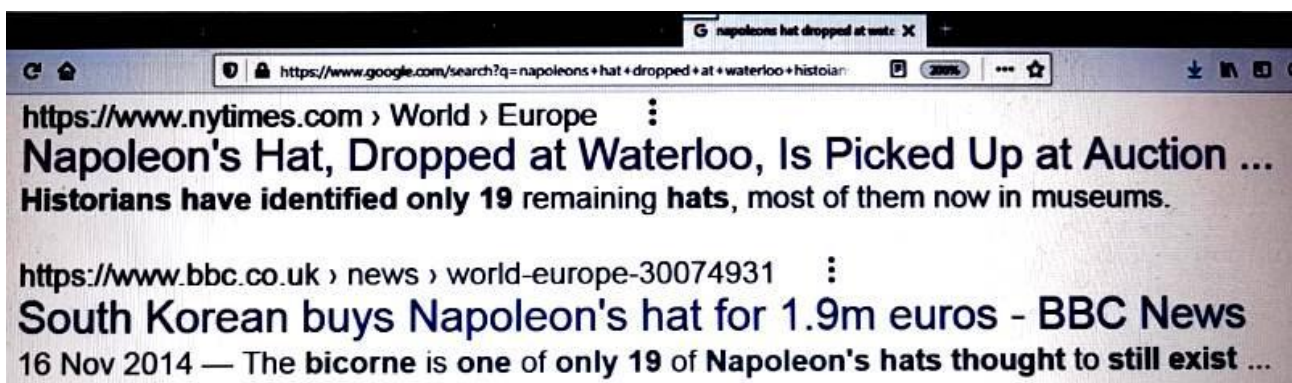 G napoleons hat dropped at wate X
https://www.google.com/search?q=napoleons+hat+dropped+at+waterloo+histoian 200%
https://www.nytimes.com › World › Europe
Napoleon's Hat, Dropped at Waterloo, Is Picked Up at Auction ...
Historians have identified only 19 remaining hats, most of them now in museums.
https://www.bbc.co.uk › news › world-europe-30074931
South Korean buys Napoleon's hat for 1.9m euros - BBC News
16 Nov 2014 — The bicorne is one of only 19 of Napoleon's hats thought to still exist ...